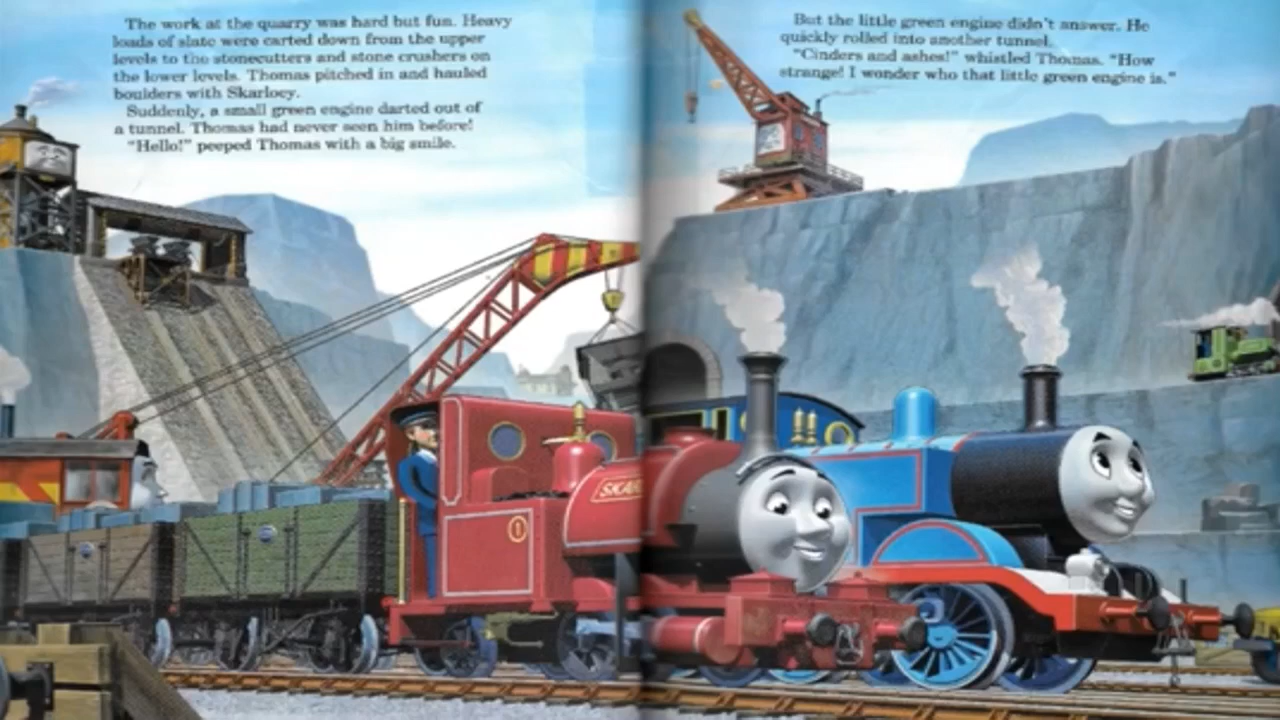 The work at the quarry was hard but fun. Heavy
loads of slate were carted down from the upper
levels to the stonecutters and stone crushers on
the lower levels. Thomas pitched in and hauled
boulders with Skarloey.
Suddenly, a small green engine darted out of
a tunnel. Thomas had never seen him before!
"Hello!" peeped Thomas with a big smile.
But the little green engine didn't answer. He
quickly rolled into another tunnel.
"Cinders and ashes!" whistled Thomas. "How
strange! I wonder who that little green engine is."
SKAR
1